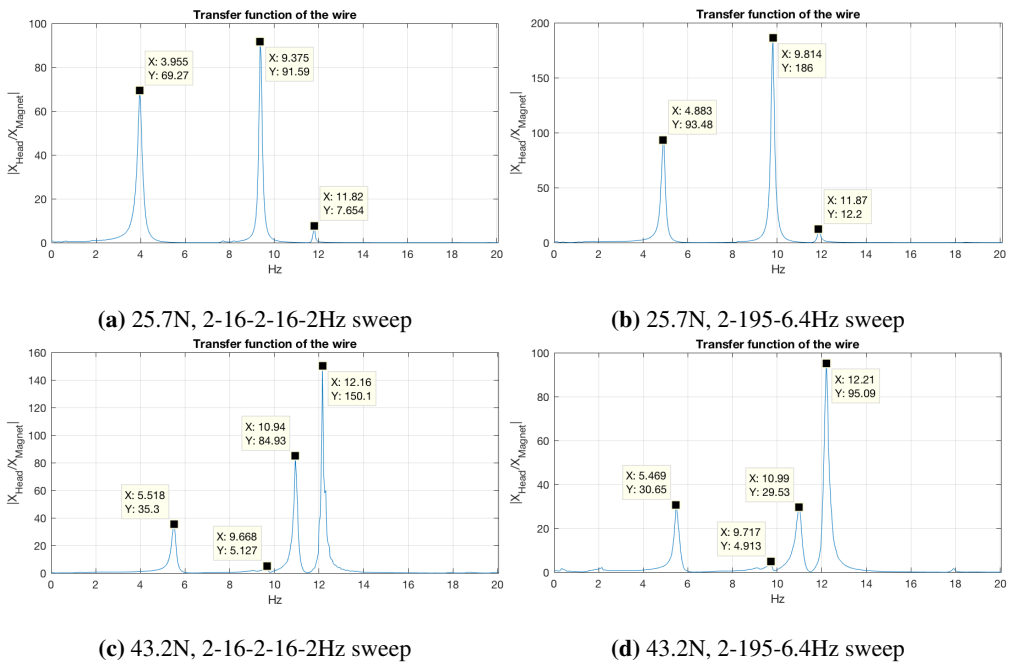 Transfer function of the wire
|X_Head/X_Magnet|
100
80
60
40
20
0
X: 3.955
Y: 69.27
X: 9.375
Y: 91.59
X: 11.82
Y: 7.654
0 2 4 6 8 10 12 14 16 18 20
Hz
(a) 25.7N, 2-16-2-16-2Hz sweep
Transfer function of the wire
|X_Head/X_Magnet|
200
150
100
50
0
X: 4.883
Y: 93.48
X: 9.814
Y: 186
X: 11.87
Y: 12.2
0 2 4 6 8 10 12 14 16 18 20
Hz
(b) 25.7N, 2-195-6.4Hz sweep
Transfer function of the wire
|X_Head/X_Magnet|
160
140
120
100
80
60
40
20
0
X: 5.518
Y: 35.3
X: 9.668
Y: 5.127
X: 10.94
Y: 84.93
X: 12.16
Y: 150.1
0 2 4 6 8 10 12 14 16 18 20
Hz
(c) 43.2N, 2-16-2-16-2Hz sweep
Transfer function of the wire
|X_Head/X_Magnet|
100
80
60
40
20
0
X: 5.469
Y: 30.65
X: 9.717
Y: 4.913
X: 10.99
Y: 29.53
X: 12.21
Y: 95.09
0 2 4 6 8 10 12 14 16 18 20
Hz
(d) 43.2N, 2-195-6.4Hz sweep